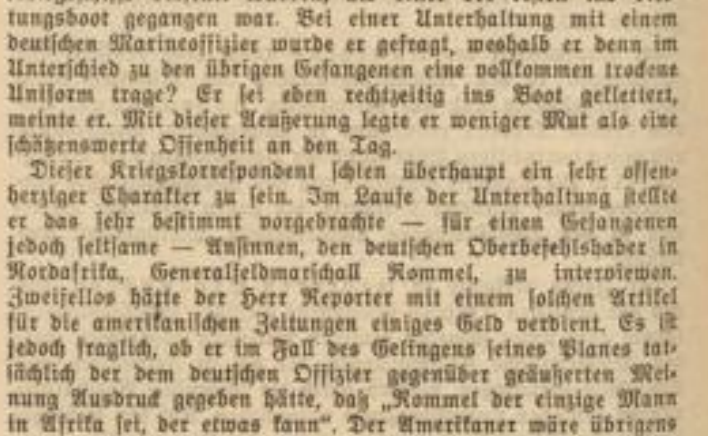 tungsboot gegangen war. Bei einer Unterhaltung mit einem
deutschen Marineoffizier wurde er gefragt, weshalb er denn im
Unterschied zu den übrigen Gefangenen eine vollkommen trockene
Uniform trage? Er sei eben rechtzeitig ins Boot geklettert,
meinte er. Mit dieser Aeußerung legte er weniger Mut als eine
schätzenswerte Offenheit an den Tag.
Dieser Kriegskorrespondent schien überhaupt ein sehr offen-
herziger Charakter zu sein. Im Laufe der Unterhaltung stellte
er das sehr bestimmt vorgebrachte — für einen Gefangenen
jedoch seltsame — Ansinnen, den deutschen Oberbefehlshaber in
Nordafrika, Generalfeldmarschall Rommel, zu interviewen.
Zweifellos hätte der Herr Reporter mit einem solchen Artikel
für die amerikanischen Zeitungen einiges Geld verdient. Es ist
jedoch fraglich, ob er im Fall des Gelingens seines Planes tat-
sächlich der dem deutschen Offizier gegenüber geäußerten Mei-
nung Ausdruck gegeben hätte, daß „Rommel der einzige Mann
in Afrika sei, der etwas kann“. Der Amerikaner wäre übrigens